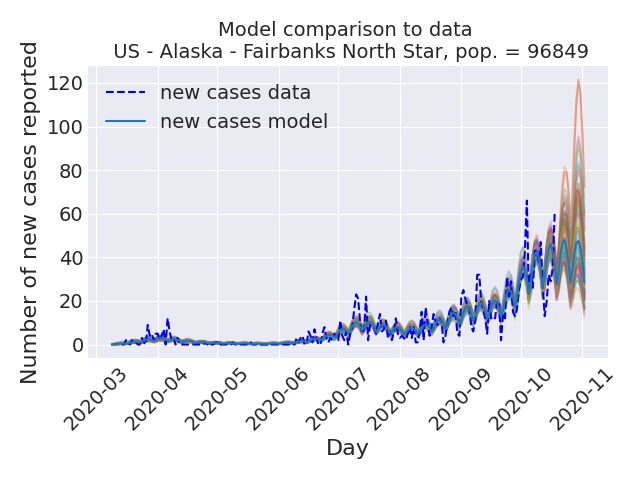 Model comparison to data
US - Alaska - Fairbanks North Star, pop. = 96849
Number of new cases reported
120
100
80
60
40
20
0
new cases data
new cases model
2020-03
2020-04
2020-05
2020-06
2020-07
2020-08
2020-09
2020-10
2020-11
Day